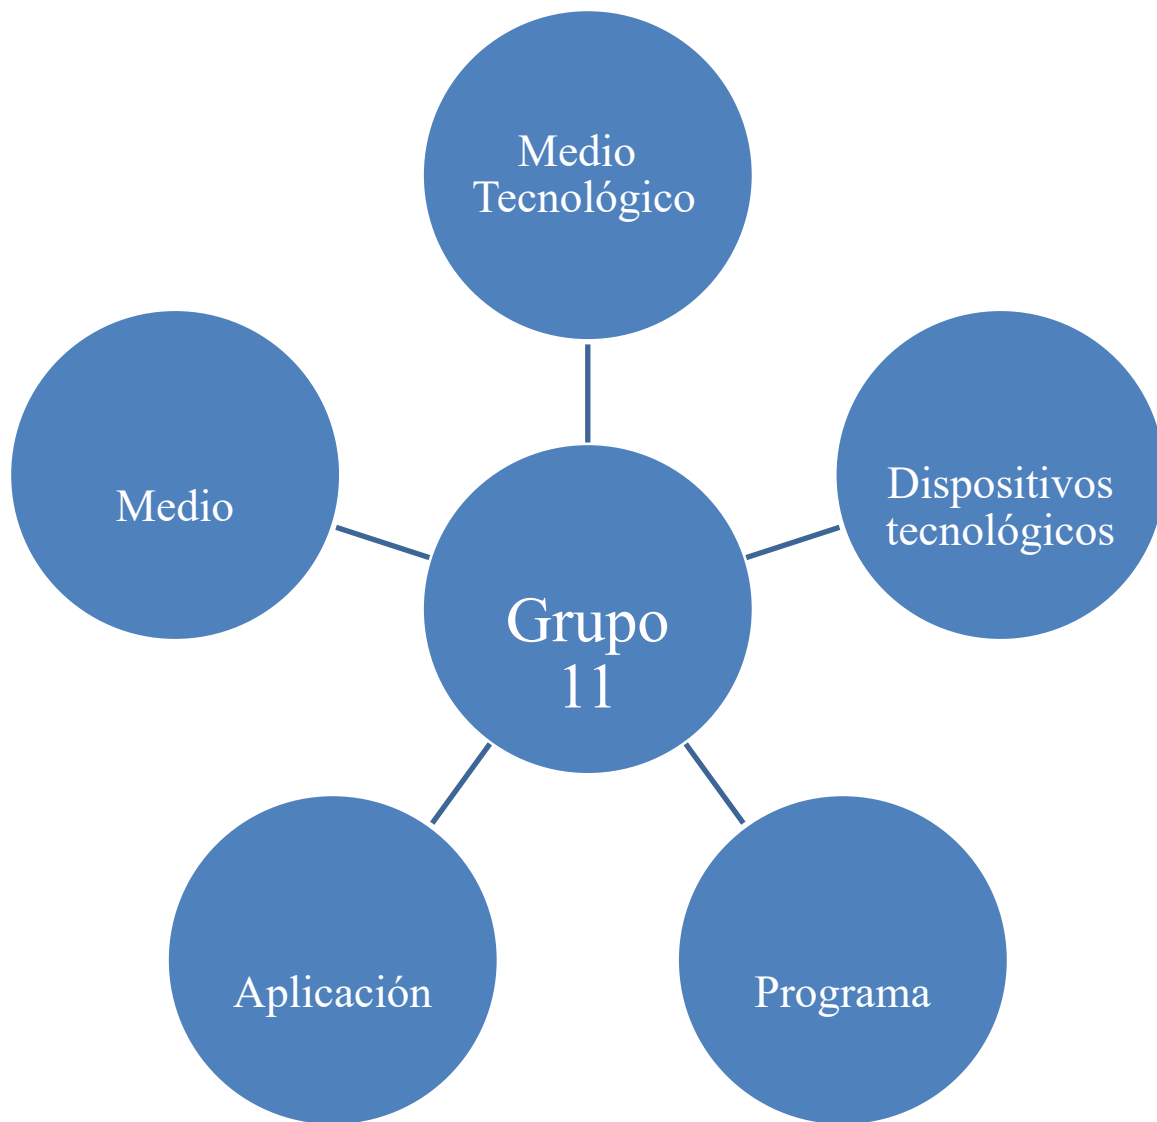 Medio
Tecnológico
Dispositivos
tecnológicos
Medio
Grupo
11
Aplicación
Programa